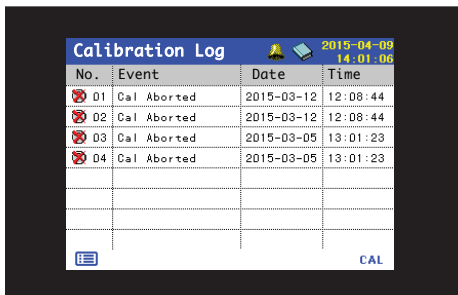 Calibration Log 2015-04-09
14:01:06
No. Event Date Time
01 Cal Aborted 2015-03-12 12:08:44
02 Cal Aborted 2015-03-12 12:08:44
03 Cal Aborted 2015-03-05 13:01:23
04 Cal Aborted 2015-03-05 13:01:23
CAL